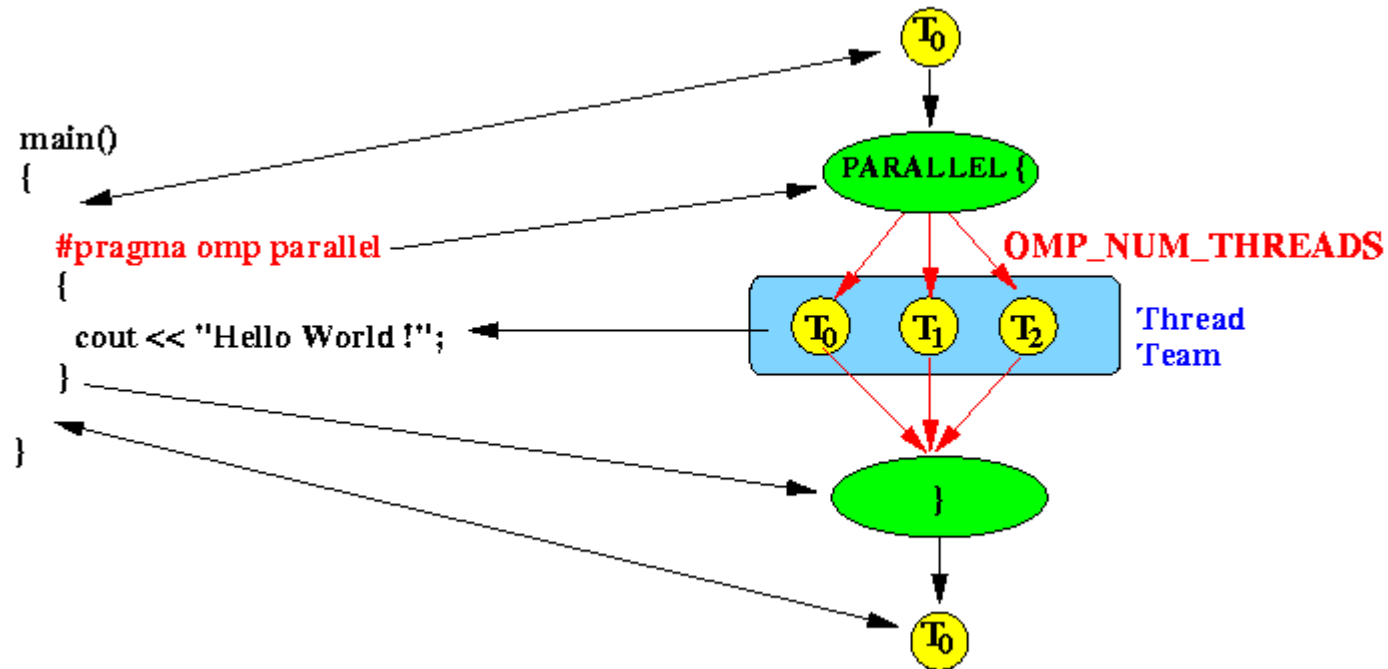 main()
{
#pragma omp parallel
{
cout << "Hello World !";
}
}
T0
PARALLEL {
OMP_NUM_THREADS
T0 T1 T2
Thread
Team
}
T0